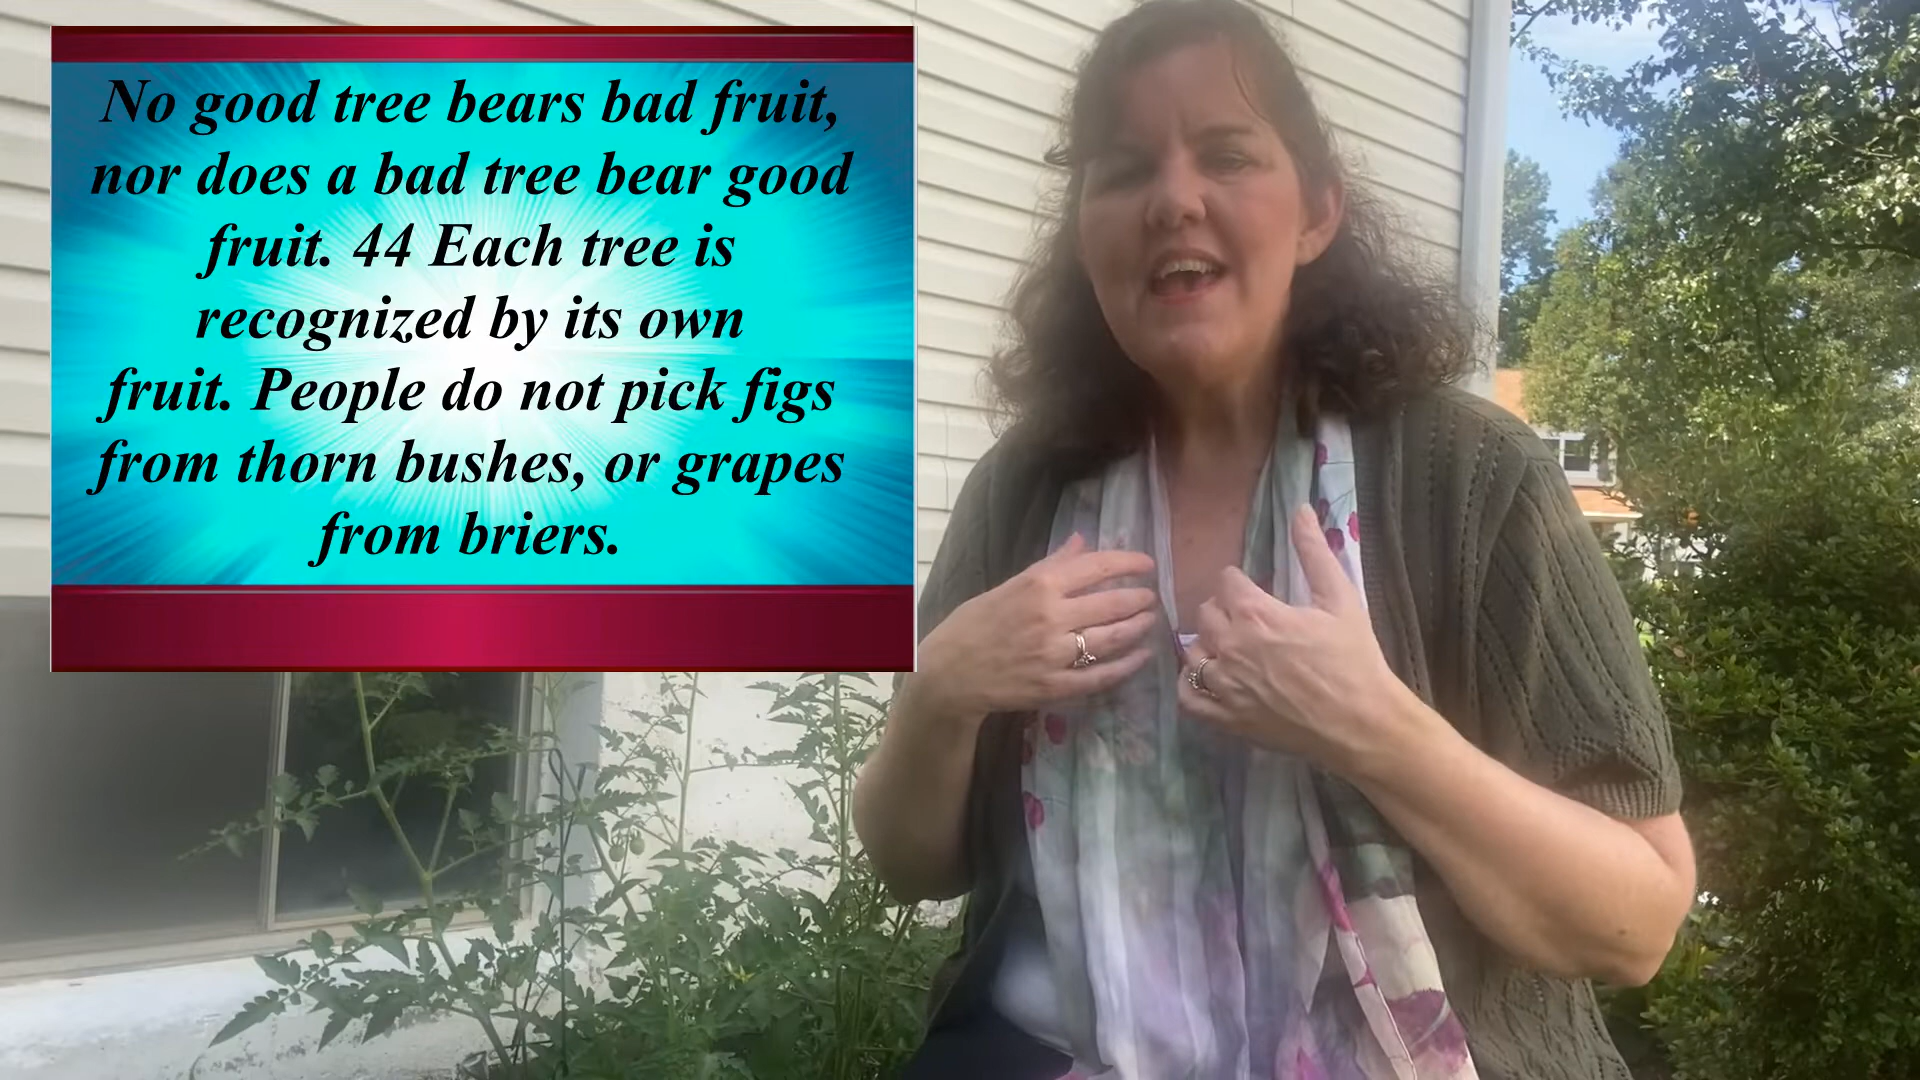 No good tree bears bad fruit,
nor does a bad tree bear good
fruit. 44 Each tree is
recognized by its own
fruit. People do not pick figs
from thorn bushes, or grapes
from briers.